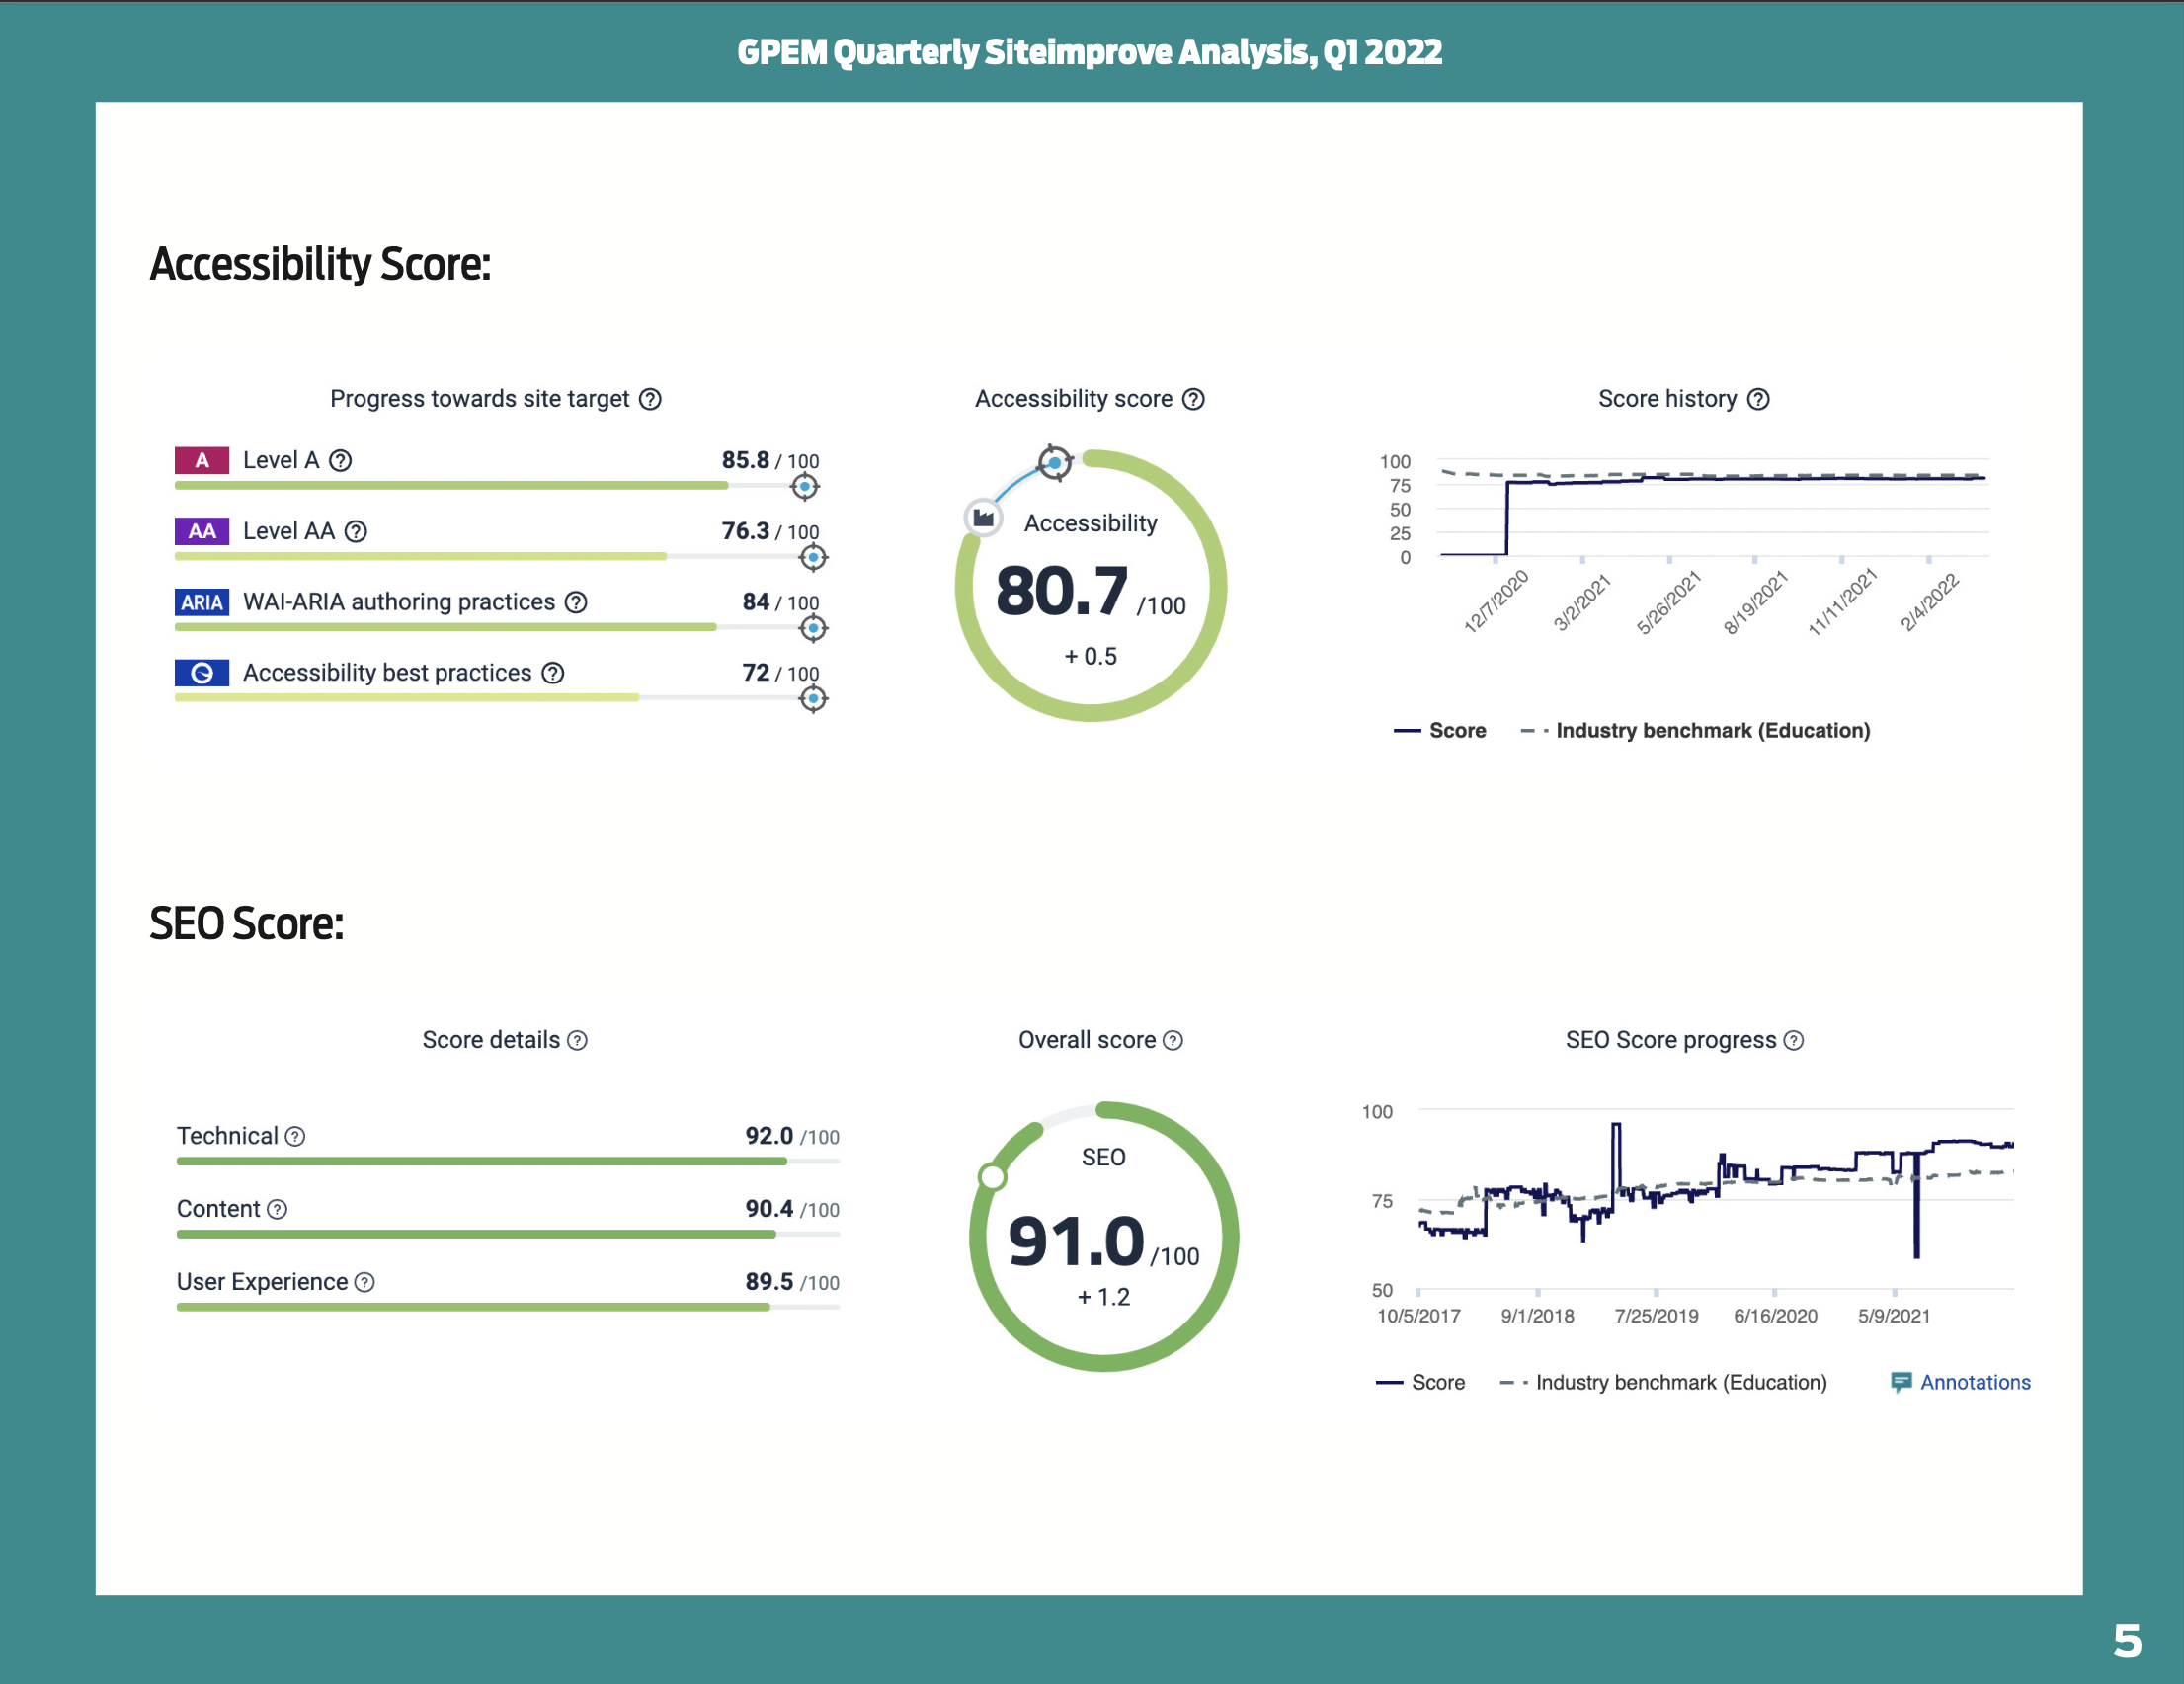 GPEM Quarterly Siteimprove Analysis, Q1 2022
Accessibility Score:
Progress towards site target ?
A Level A ? 85.8 / 100
AA Level AA ? 76.3 / 100
ARIA WAI-ARIA authoring practices ? 84 / 100
Accessibility best practices ? 72 / 100
Accessibility score ?
Accessibility
80.7 /100
+ 0.5
Score history ?
100
75
50
25
0
12/7/2020 3/2/2021 5/26/2021 8/19/2021 11/11/2021 2/4/2022
Score Industry benchmark (Education)
SEO Score:
Score details ?
Technical ? 92.0 /100
Content ? 90.4 /100
User Experience ? 89.5 /100
Overall score ?
SEO
91.0 /100
+ 1.2
SEO Score progress ?
100
75
50
10/5/2017 9/1/2018 7/25/2019 6/16/2020 5/9/2021
Score Industry benchmark (Education) Annotations
5